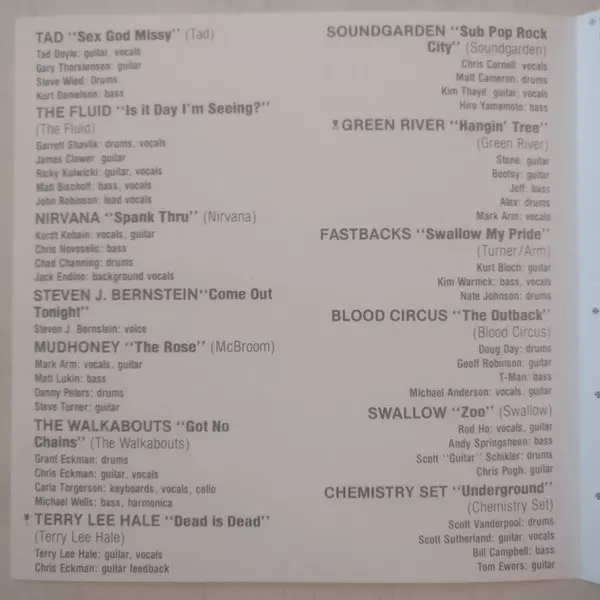 TAD "Sex God Missy" (Tad)
Tad Doyle: guitar, vocals
Gary Thorstensen: guitar
Steve Wied: Drums
Kurt Danielson: bass
THE FLUID "Is it Day I'm Seeing?"
(The Fluid)
Garrett Shavlik: drums, vocals
James Clower: guitar
Ricky Kulwicki: guitar, vocals
Matt Bischoff: bass, vocals
John Robinson: lead vocals
NIRVANA "Spank Thru" (Nirvana)
Kurdt Kobain: vocals, guitar
Chris Novoselic: bass
Chad Channing: drums
Jack Endino: background vocals
STEVEN J. BERNSTEIN "Come Out
Tonight"
Steven J. Bernstein: voice
MUDHONEY "The Rose" (McBroom)
Mark Arm: vocals, guitar
Matt Lukin: bass
Danny Peters: drums
Steve Turner: guitar
THE WALKABOUTS "Got No
Chains" (The Walkabouts)
Grant Eckman: drums
Chris Eckman: guitar, vocals
Carla Torgerson: keyboards, vocals, cello
Michael Wells: bass, harmonica
TERRY LEE HALE "Dead is Dead"
(Terry Lee Hale)
Terry Lee Hale: guitar, vocals
Chris Eckman: guitar feedback
SOUNDGARDEN "Sub Pop Rock
City" (Soundgarden)
Chris Cornell: vocals
Matt Cameron: drums
Kim Thayil: guitar, vocals
Hiro Yamamoto: bass
GREEN RIVER "Hangin' Tree"
(Green River)
Stone: guitar
Bootsy: guitar
Jeff: bass
Alex: drums
Mark Arm: vocals
FASTBACKS "Swallow My Pride"
(Turner/Arm)
Kurt Bloch: guitar
Kim Warnick: bass, vocals
Nate Johnson: drums
BLOOD CIRCUS "The Outback"
(Blood Circus)
Doug Day: drums
Geoff Robinson: guitar
T-Man: bass
Michael Anderson: vocals, guitar
SWALLOW "Zoo" (Swallow)
Rod Ho: vocals, guitar
Andy Springsteen: bass
Scott "Guitar" Schikler: drums
Chris Pugh: guitar
CHEMISTRY SET "Underground"
(Chemistry Set)
Scott Vanderpool: drums
Scott Sutherland: guitar, vocals
Bill Campbell: bass
Tom Ewers: guitar